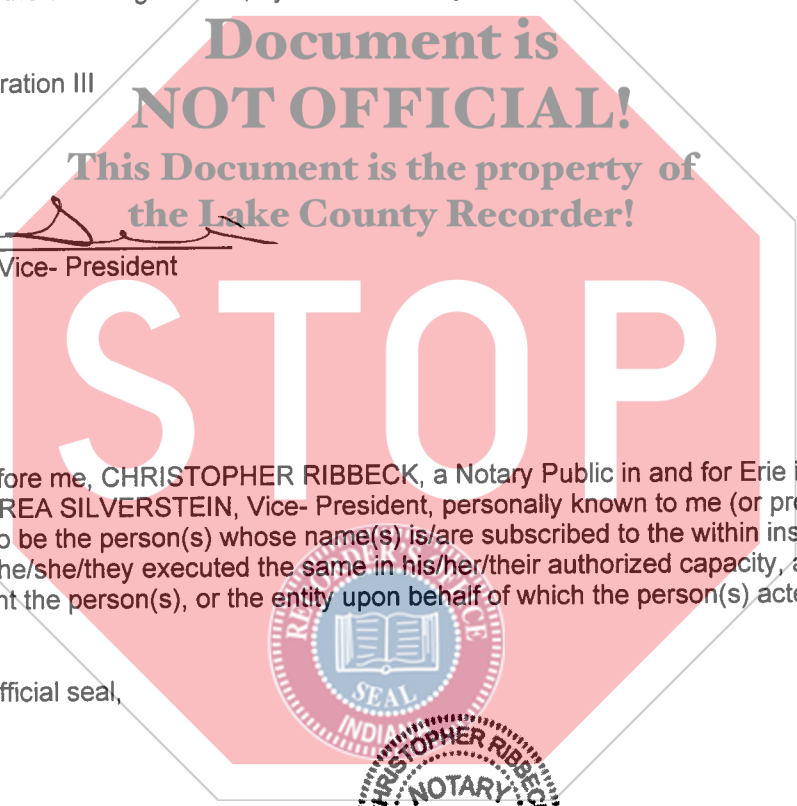 Document is
ration III
NOT OFFICIAL!
This Document is the property of
the Lake County Recorder!
Vice- President
STOP
fore me, CHRISTOPHER RIBBECK, a Notary Public in and for Erie
REA SILVERSTEIN, Vice- President, personally known to me (or
o be the person(s) whose name(s) is/are subscribed to the within
he/she/they executed the same in his/her/their authorized capacity,
nt the person(s), or the entity upon behalf of which the person(s)
RECORDER'S OFFICE
SEAL
fficial seal,
CHRISTOPHER RIBBECK
NOTARY